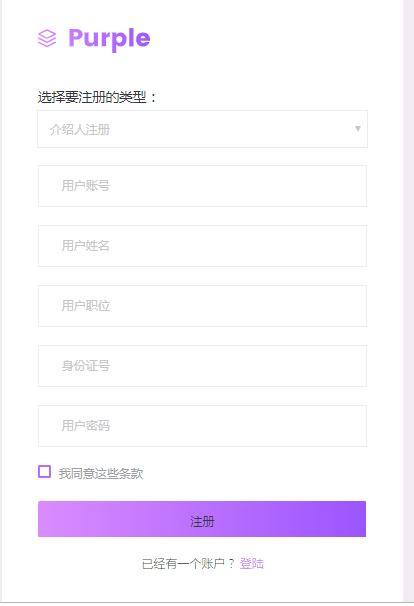 Purple
选择要注册的类型：
介绍人注册
用户账号
用户姓名
用户职位
身份证号
用户密码
我同意这些条款
注册
已经有一个账户？ 登陆